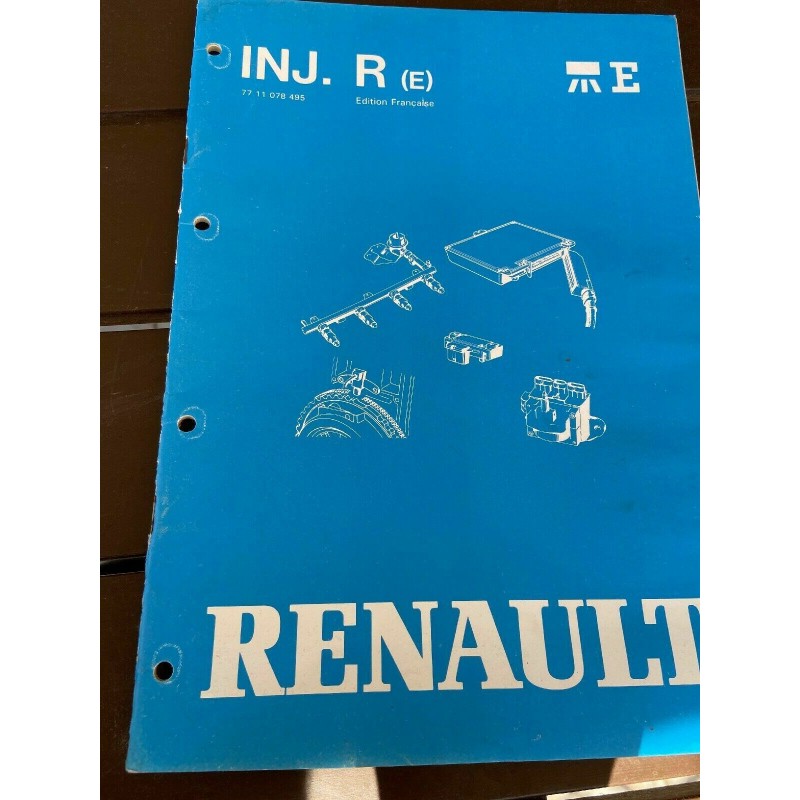 INJ. R (E)
E
77 11 078 495
Edition Française
RENAULT